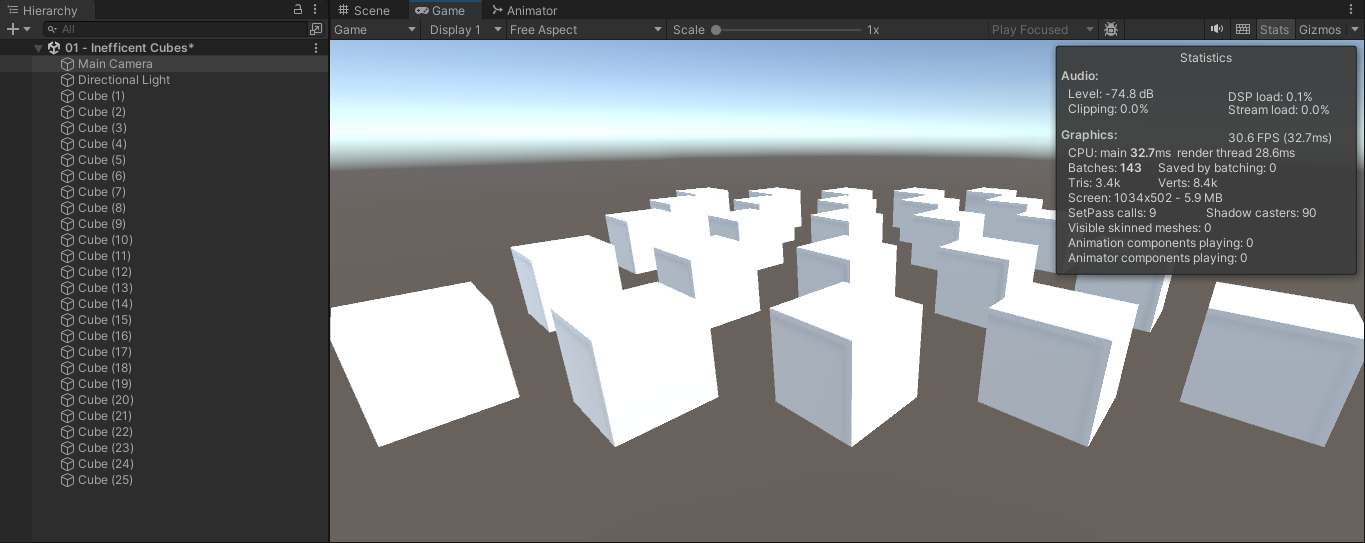 Hierarchy
All
01 - Inefficent Cubes*
Main Camera
Directional Light
Cube (1)
Cube (2)
Cube (3)
Cube (4)
Cube (5)
Cube (6)
Cube (7)
Cube (8)
Cube (9)
Cube (10)
Cube (11)
Cube (12)
Cube (13)
Cube (14)
Cube (15)
Cube (16)
Cube (17)
Cube (18)
Cube (19)
Cube (20)
Cube (21)
Cube (22)
Cube (23)
Cube (24)
Cube (25)
Scene Game Animator
Game Display 1 Free Aspect Scale 1x Play Focused Stats Gizmos
Statistics
Audio:
Level: -74.8 dB DSP load: 0.1%
Clipping: 0.0% Stream load: 0.0%
Graphics: 30.6 FPS (32.7ms)
CPU: main 32.7ms render thread 28.6ms
Batches: 143 Saved by batching: 0
Tris: 3.4k Verts: 8.4k
Screen: 1034x502 - 5.9 MB
SetPass calls: 9 Shadow casters: 90
Visible skinned meshes: 0
Animation components playing: 0
Animator components playing: 0